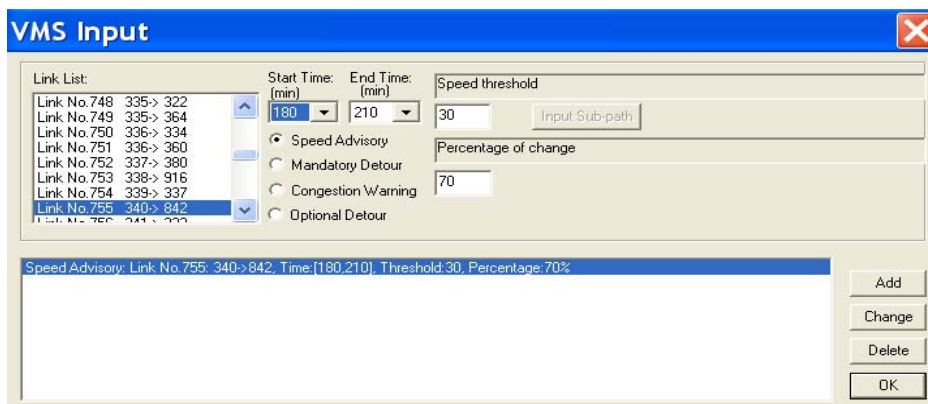 VMS Input
Link List:
Link No.748 335-> 322
Link No.749 335-> 364
Link No.750 336-> 334
Link No.751 336-> 360
Link No.752 337-> 380
Link No.753 338-> 916
Link No.754 339-> 337
Link No.755 340-> 842
Start Time: End Time:
(min) (min)
180 210
Speed Advisory
Mandatory Detour
Congestion Warning
Optional Detour
Speed threshold
30 Input Sub-path
Percentage of change
70
Speed Advisory: Link No.755: 340->842, Time:[180,210], Threshold:30, Percentage:70%
Add
Change
Delete
OK